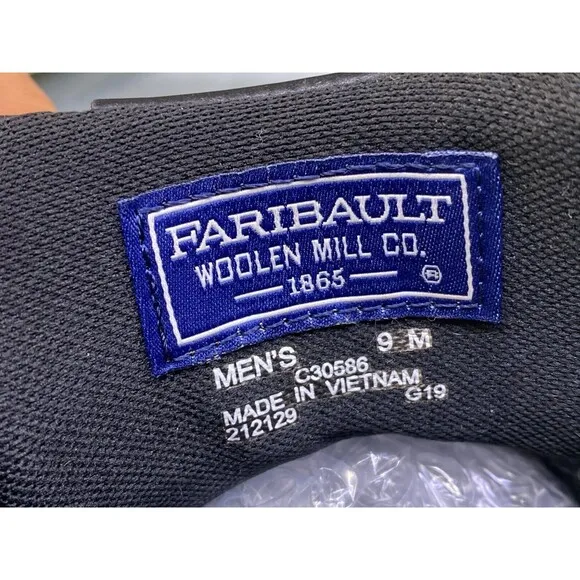 FARIBAULT
WOOLEN MILL CO.
1865
®
MEN'S 9 M
C30586
MADE IN VIETNAM
212129 G19